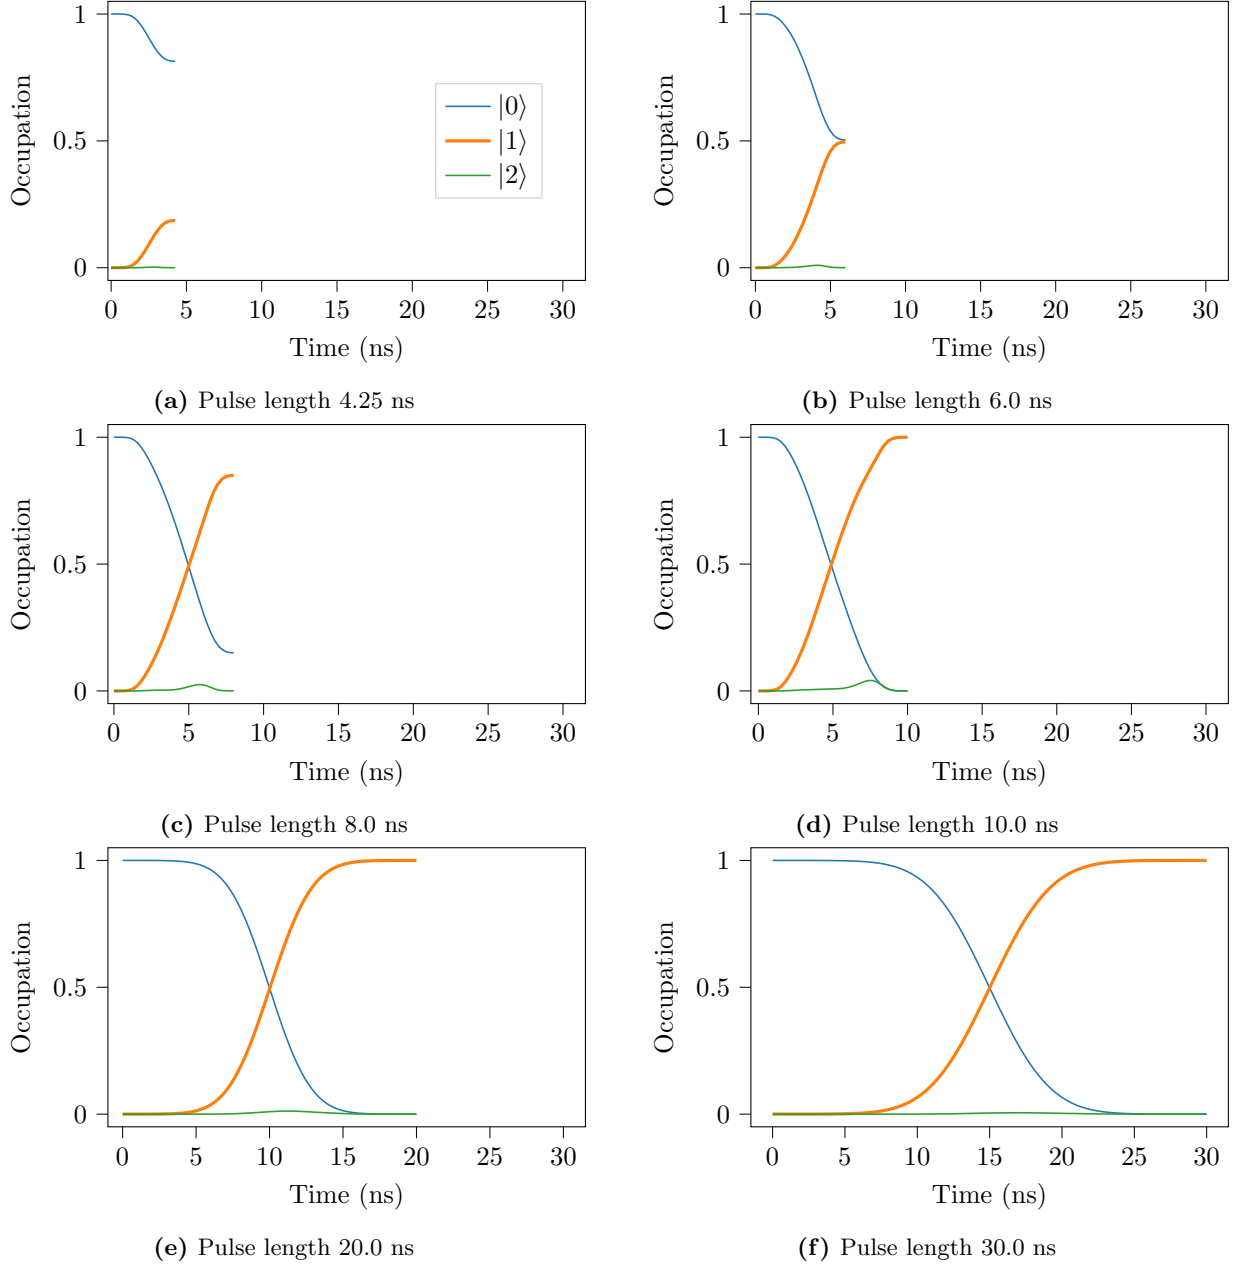 1
0.5
0
Occupation
|0⟩
|1⟩
|2⟩
0 5 10 15 20 25 30
Time (ns)
(a) Pulse length 4.25 ns
1
0.5
0
Occupation
0 5 10 15 20 25 30
Time (ns)
(b) Pulse length 6.0 ns
1
0.5
0
Occupation
0 5 10 15 20 25 30
Time (ns)
(c) Pulse length 8.0 ns
1
0.5
0
Occupation
0 5 10 15 20 25 30
Time (ns)
(d) Pulse length 10.0 ns
1
0.5
0
Occupation
0 5 10 15 20 25 30
Time (ns)
(e) Pulse length 20.0 ns
1
0.5
0
Occupation
0 5 10 15 20 25 30
Time (ns)
(f) Pulse length 30.0 ns